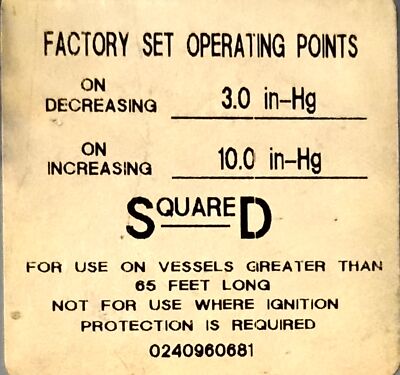 FACTORY SET OPERATING POINTS
ON
DECREASING 3.0 in-Hg
ON
INCREASING 10.0 in-Hg
SQUARE D
FOR USE ON VESSELS GREATER THAN
65 FEET LONG
NOT FOR USE WHERE IGNITION
PROTECTION IS REQUIRED
0240960681